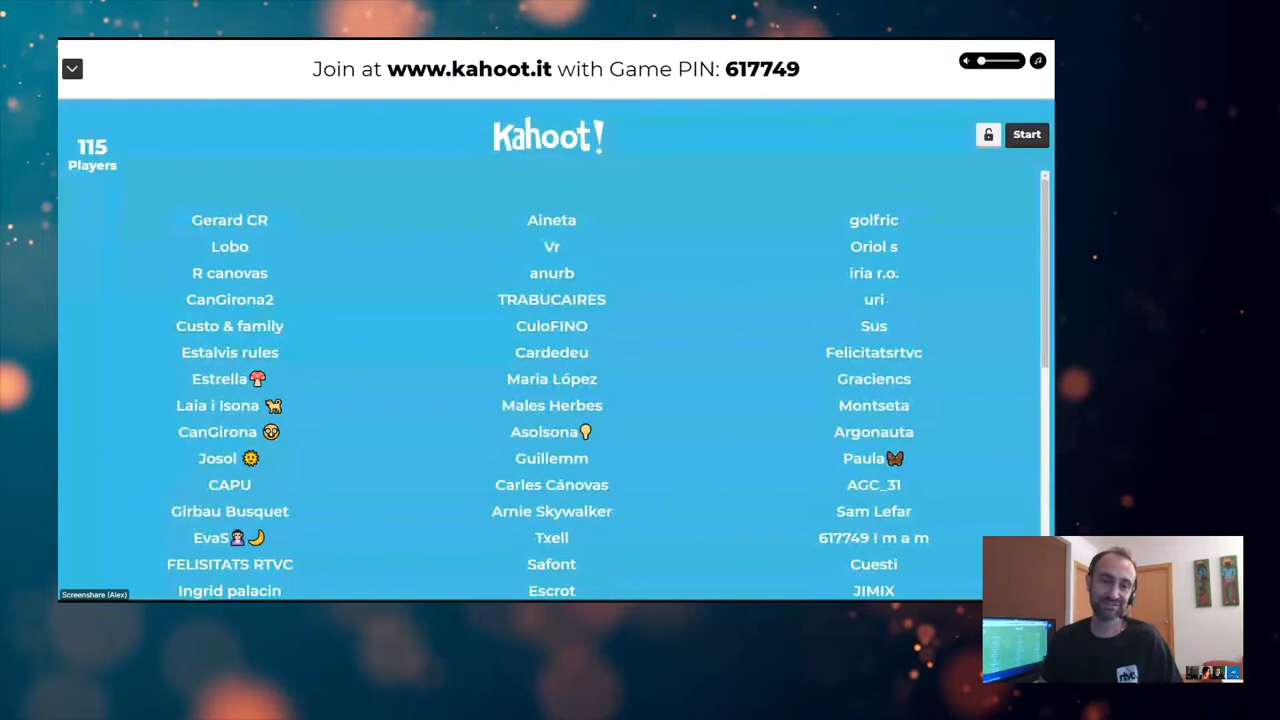 Join at www.kahoot.it with Game PIN: 617749
115
Players
Kahoot!
Start
Gerard CR Aineta golfric
Lobo Vr Oriol s
R canovas anurb iria r.o.
CanGirona2 TRABUCAIRES uri
Custo & family CuloFINO Sus
Estalvis rules Cardedeu Felicitatsrtvc
Estrella🍄 Maria López Graciencs
Laia i Isona 🐕 Males Herbes Montseta
CanGirona Asolsona💡 Argonauta
Josol 🌞 Guillemm Paula🦋
CAPU Carles Cánovas AGC_31
Girbau Busquet Arnie Skywalker Sam Lefar
EvaS🌙 Txell 617749 I m a m
FELISITATS RTVC Safont Cuesti
Ingrid palacin Escrot JIMIX
Screenshare (Alex)
rtvc